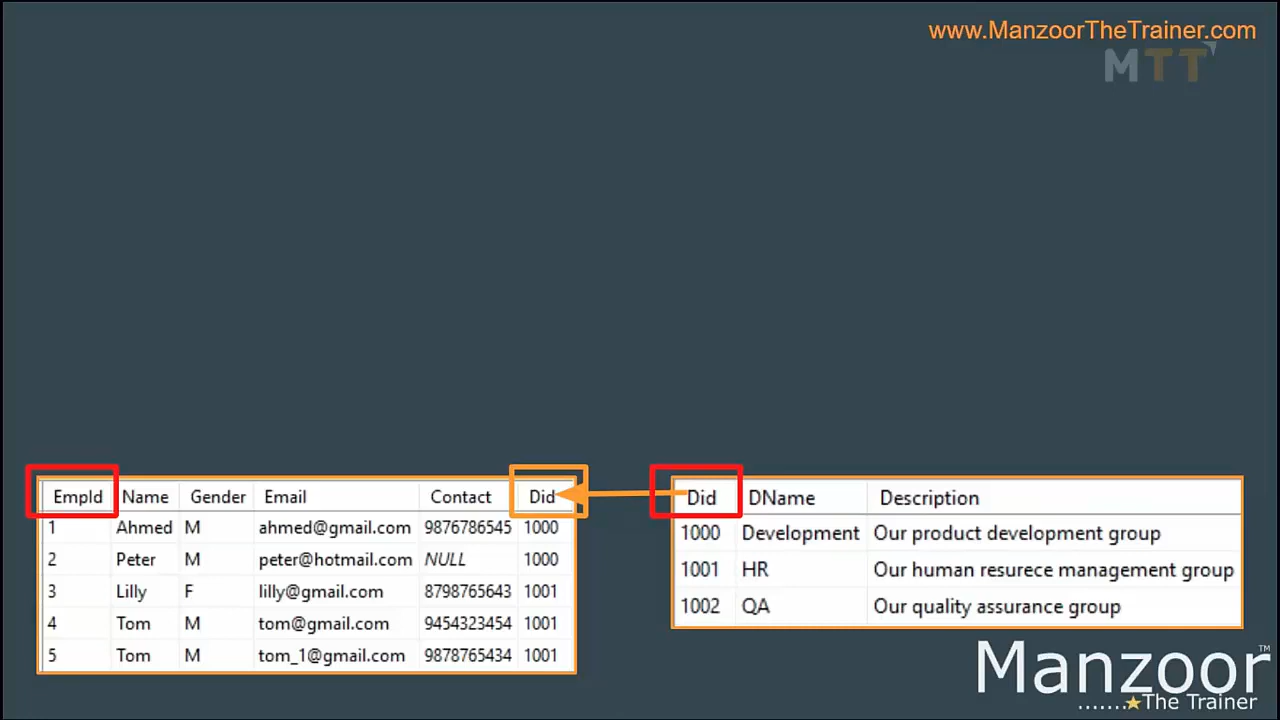 www.ManzoorTheTrainer.com
MTT
EmpId Name Gender Email Contact Did
1 Ahmed M ahmed@gmail.com 9876786545 1000
2 Peter M peter@hotmail.com NULL 1000
3 Lilly F lilly@gmail.com 8798765643 1001
4 Tom M tom@gmail.com 9454323454 1001
5 Tom M tom_1@gmail.com 9878765434 1001
Did DName Description
1000 Development Our product development group
1001 HR Our human resurece management group
1002 QA Our quality assurance group
Manzoor™
.......★The Trainer